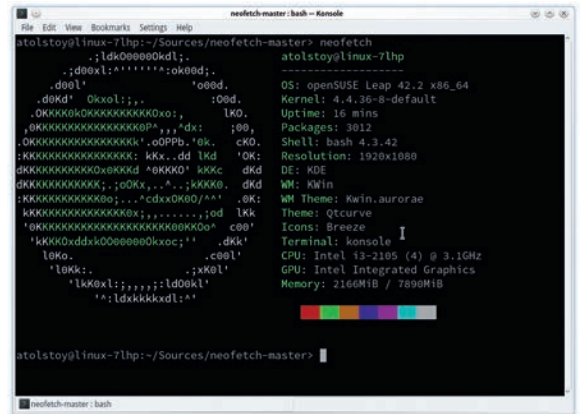 neofetch-master : bash — Konsole
File Edit View Bookmarks Settings Help
atolstoy@linux-7lhp:~/Sources/neofetch-master> neofetch
atolstoy@linux-7lhp
-------------------
OS: openSUSE Leap 42.2 x86_64
Kernel: 4.4.36-8-default
Uptime: 16 mins
Packages: 3012
Shell: bash 4.3.42
Resolution: 1920x1080
DE: KDE
WM: KWin
WM Theme: Kwin.aurorae
Theme: Qtcurve
Icons: Breeze
Terminal: konsole
CPU: Intel i3-2105 (4) @ 3.1GHz
GPU: Intel Integrated Graphics
Memory: 2166MiB / 7890MiB
atolstoy@linux-7lhp:~/Sources/neofetch-master>
neofetch-master : bash